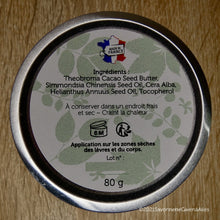 Ingrédients :
Theobroma Cacao Seed Butter,
Simmondsia Chinensis Seed Oil, Cera Alba,
Helianthus Annuus Seed Oil, Tocopherol
À conserver dans un endroit frais
et sec – Craint la chaleur
6M
Application sur les zones sèches
des lèvres et du corps.
Lot n° :
80 g